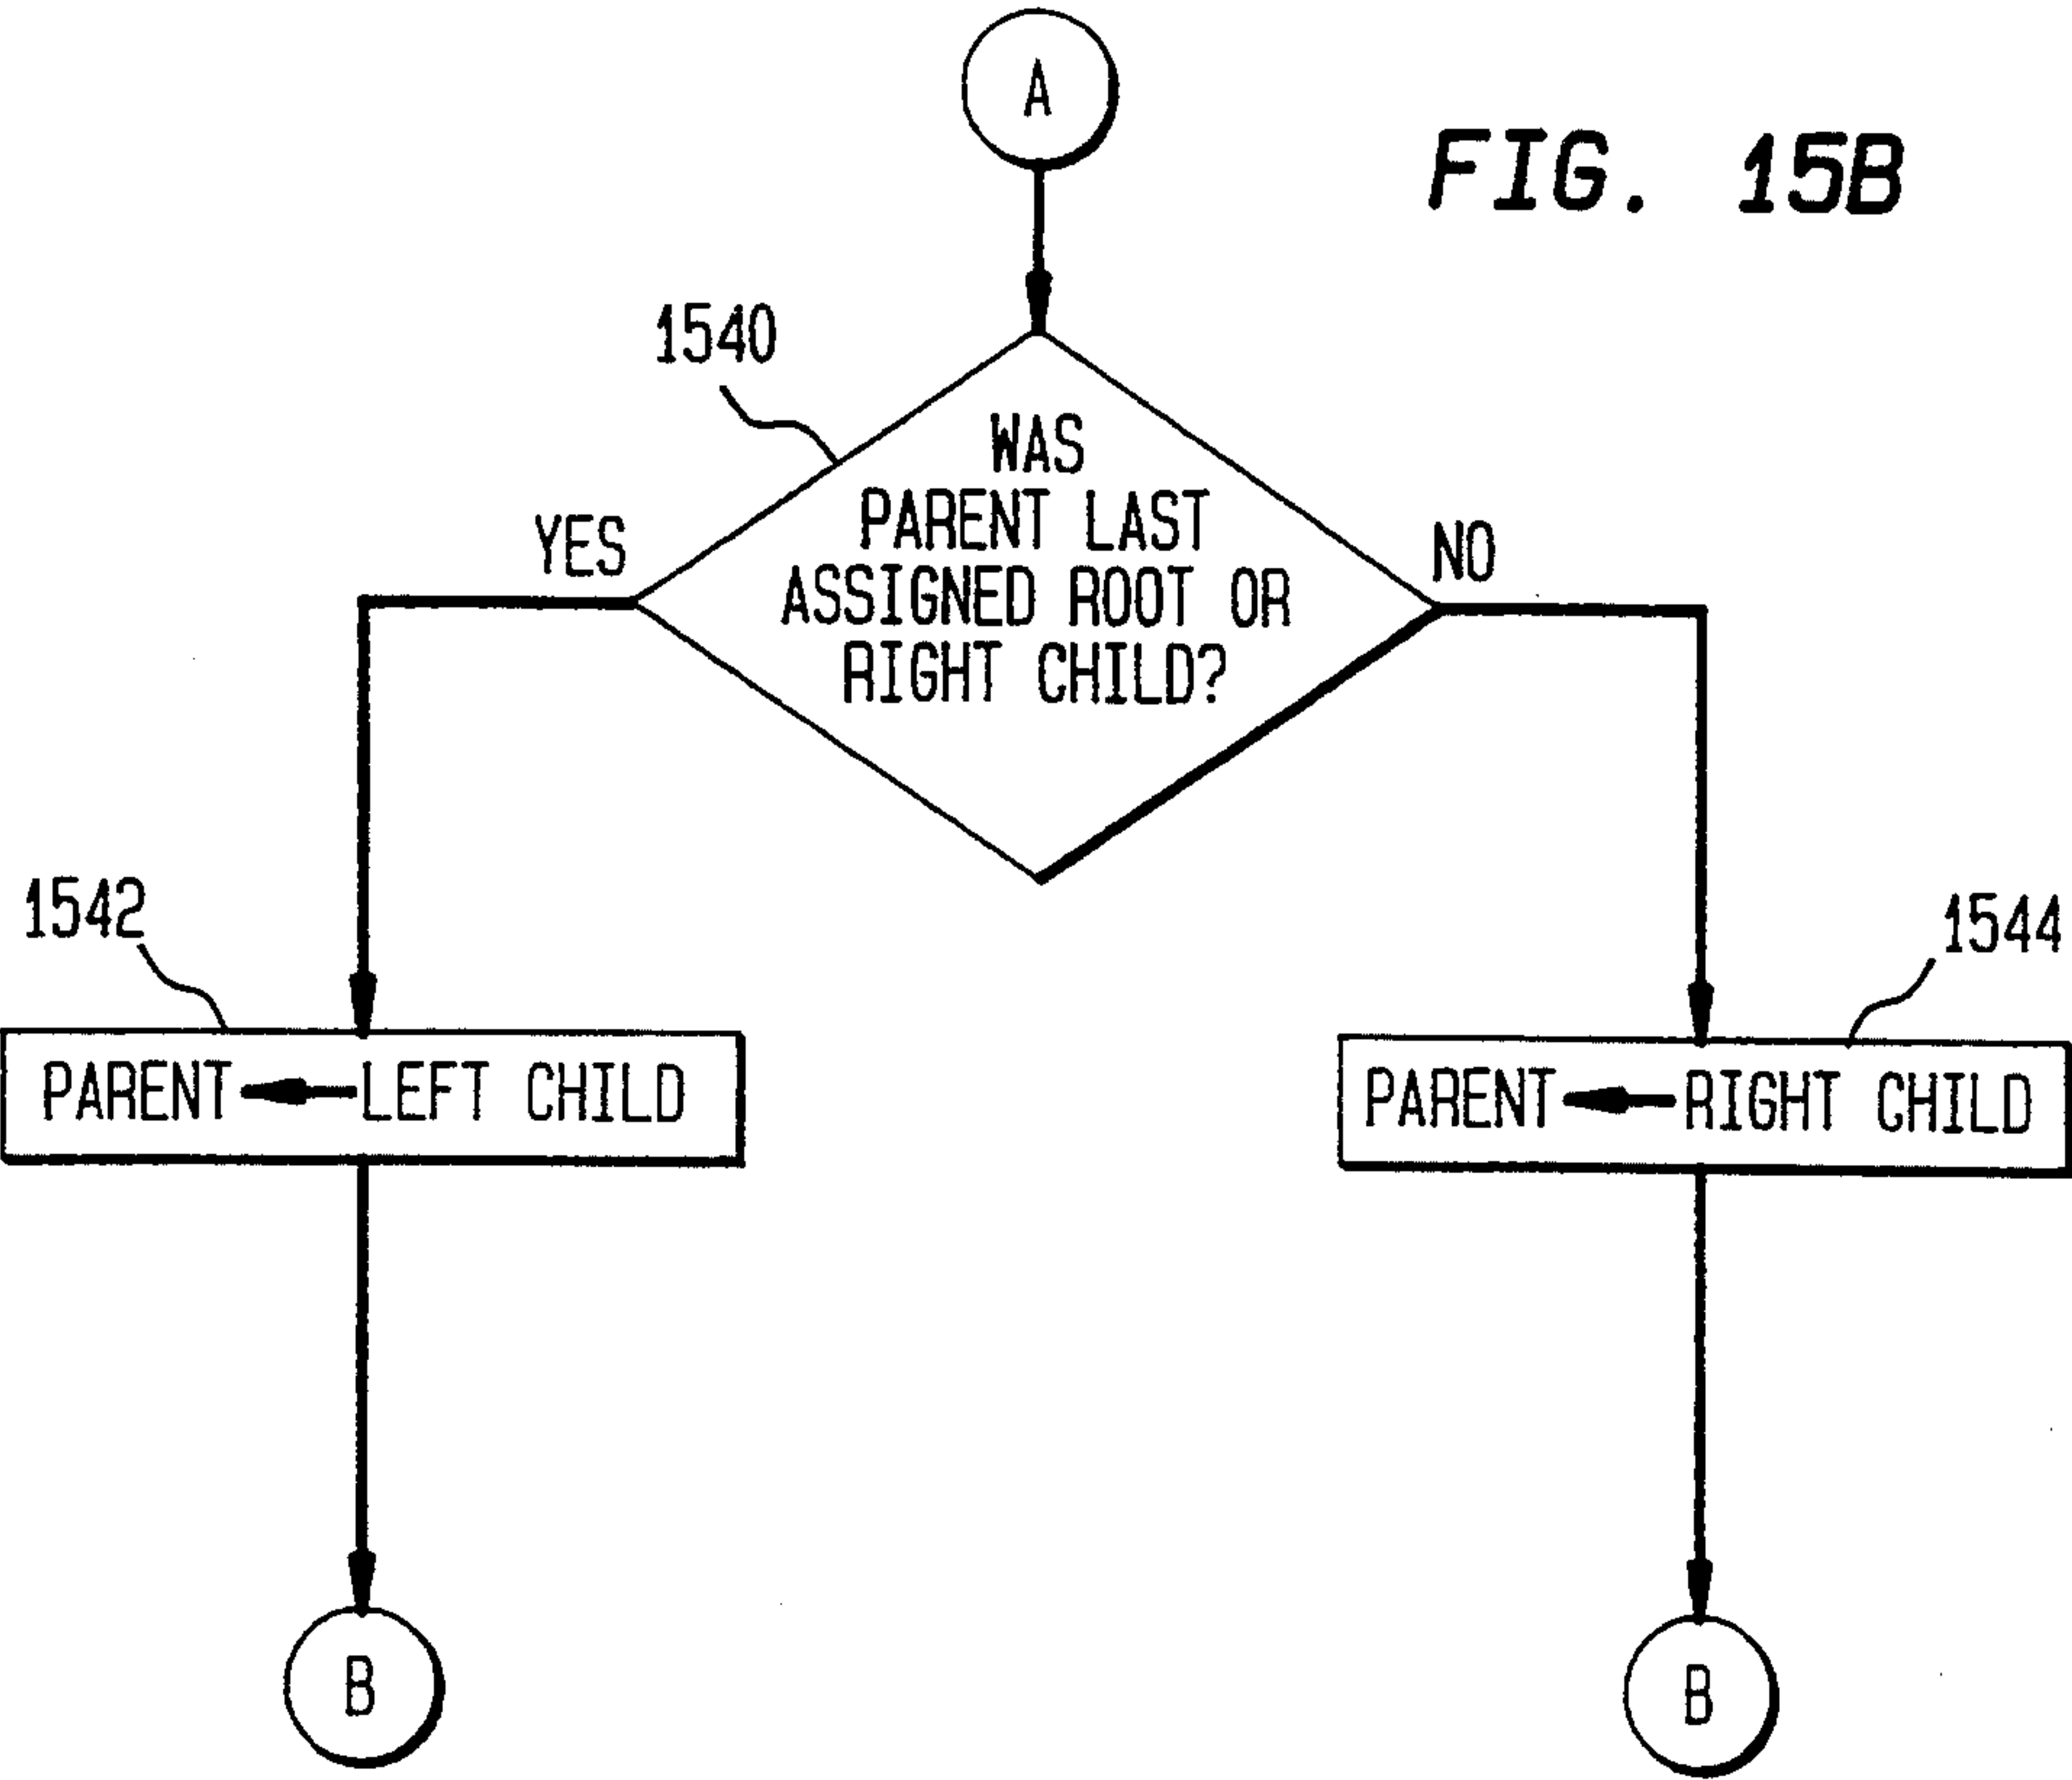 A
FIG. 15B
1540
WAS
PARENT LAST
ASSIGNED ROOT OR
RIGHT CHILD?
YES
NO
1542
1544
PARENT ← LEFT CHILD
PARENT ← RIGHT CHILD
B
B